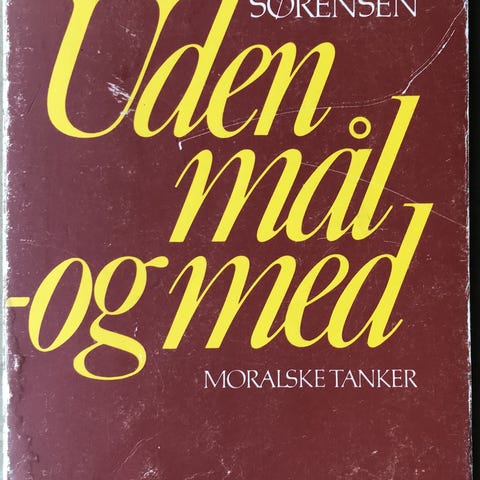 SØRENSEN
Uden
mål
-og med
MORALSKE TANKER